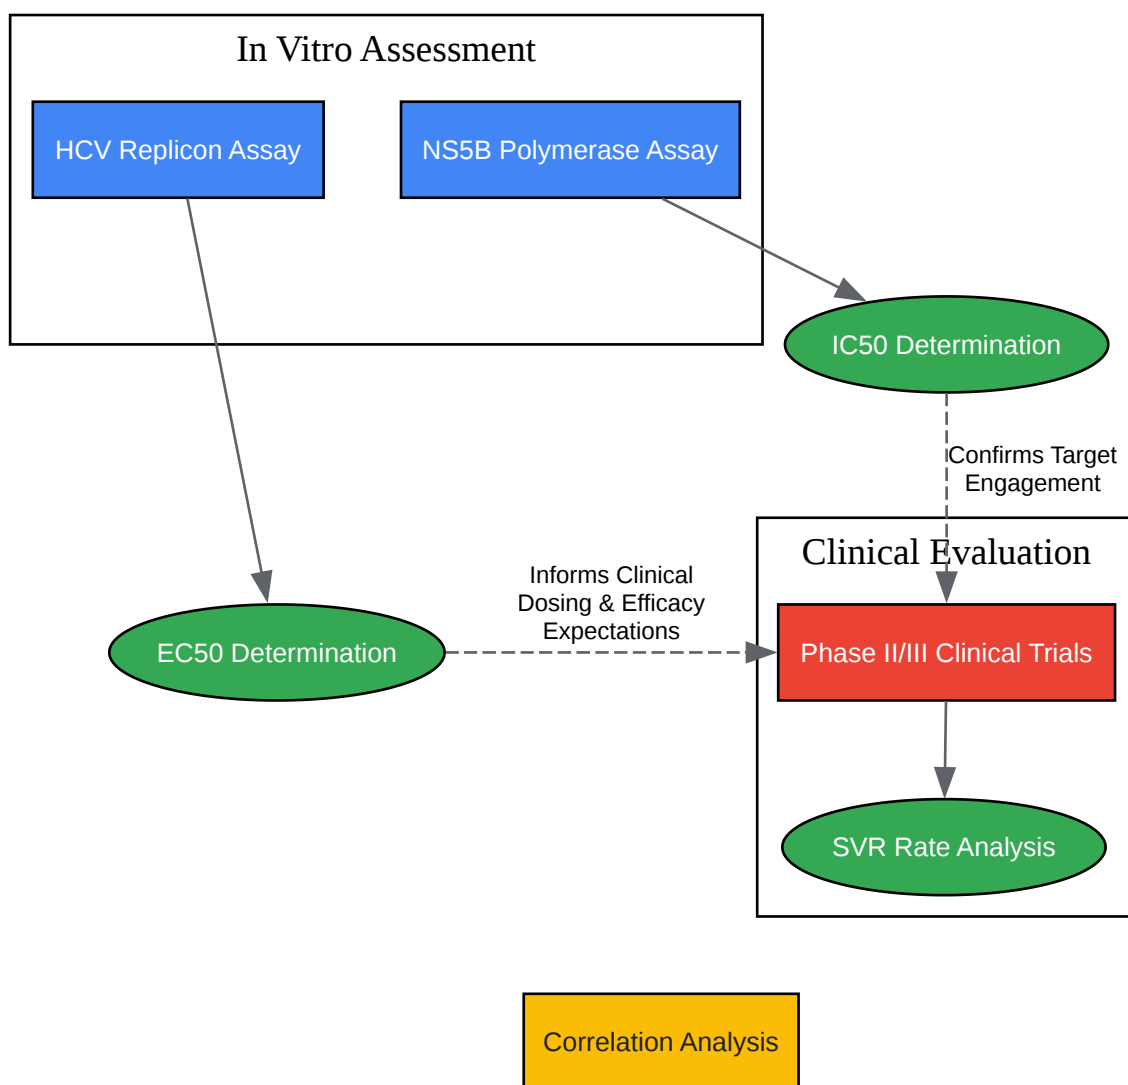 In Vitro Assessment
HCV Replicon Assay
NS5B Polymerase Assay
IC50 Determination
Confirms Target
Engagement
Clinical Evaluation
Informs Clinical
Dosing & Efficacy
Expectations
EC50 Determination
Phase II/III Clinical Trials
SVR Rate Analysis
Correlation Analysis